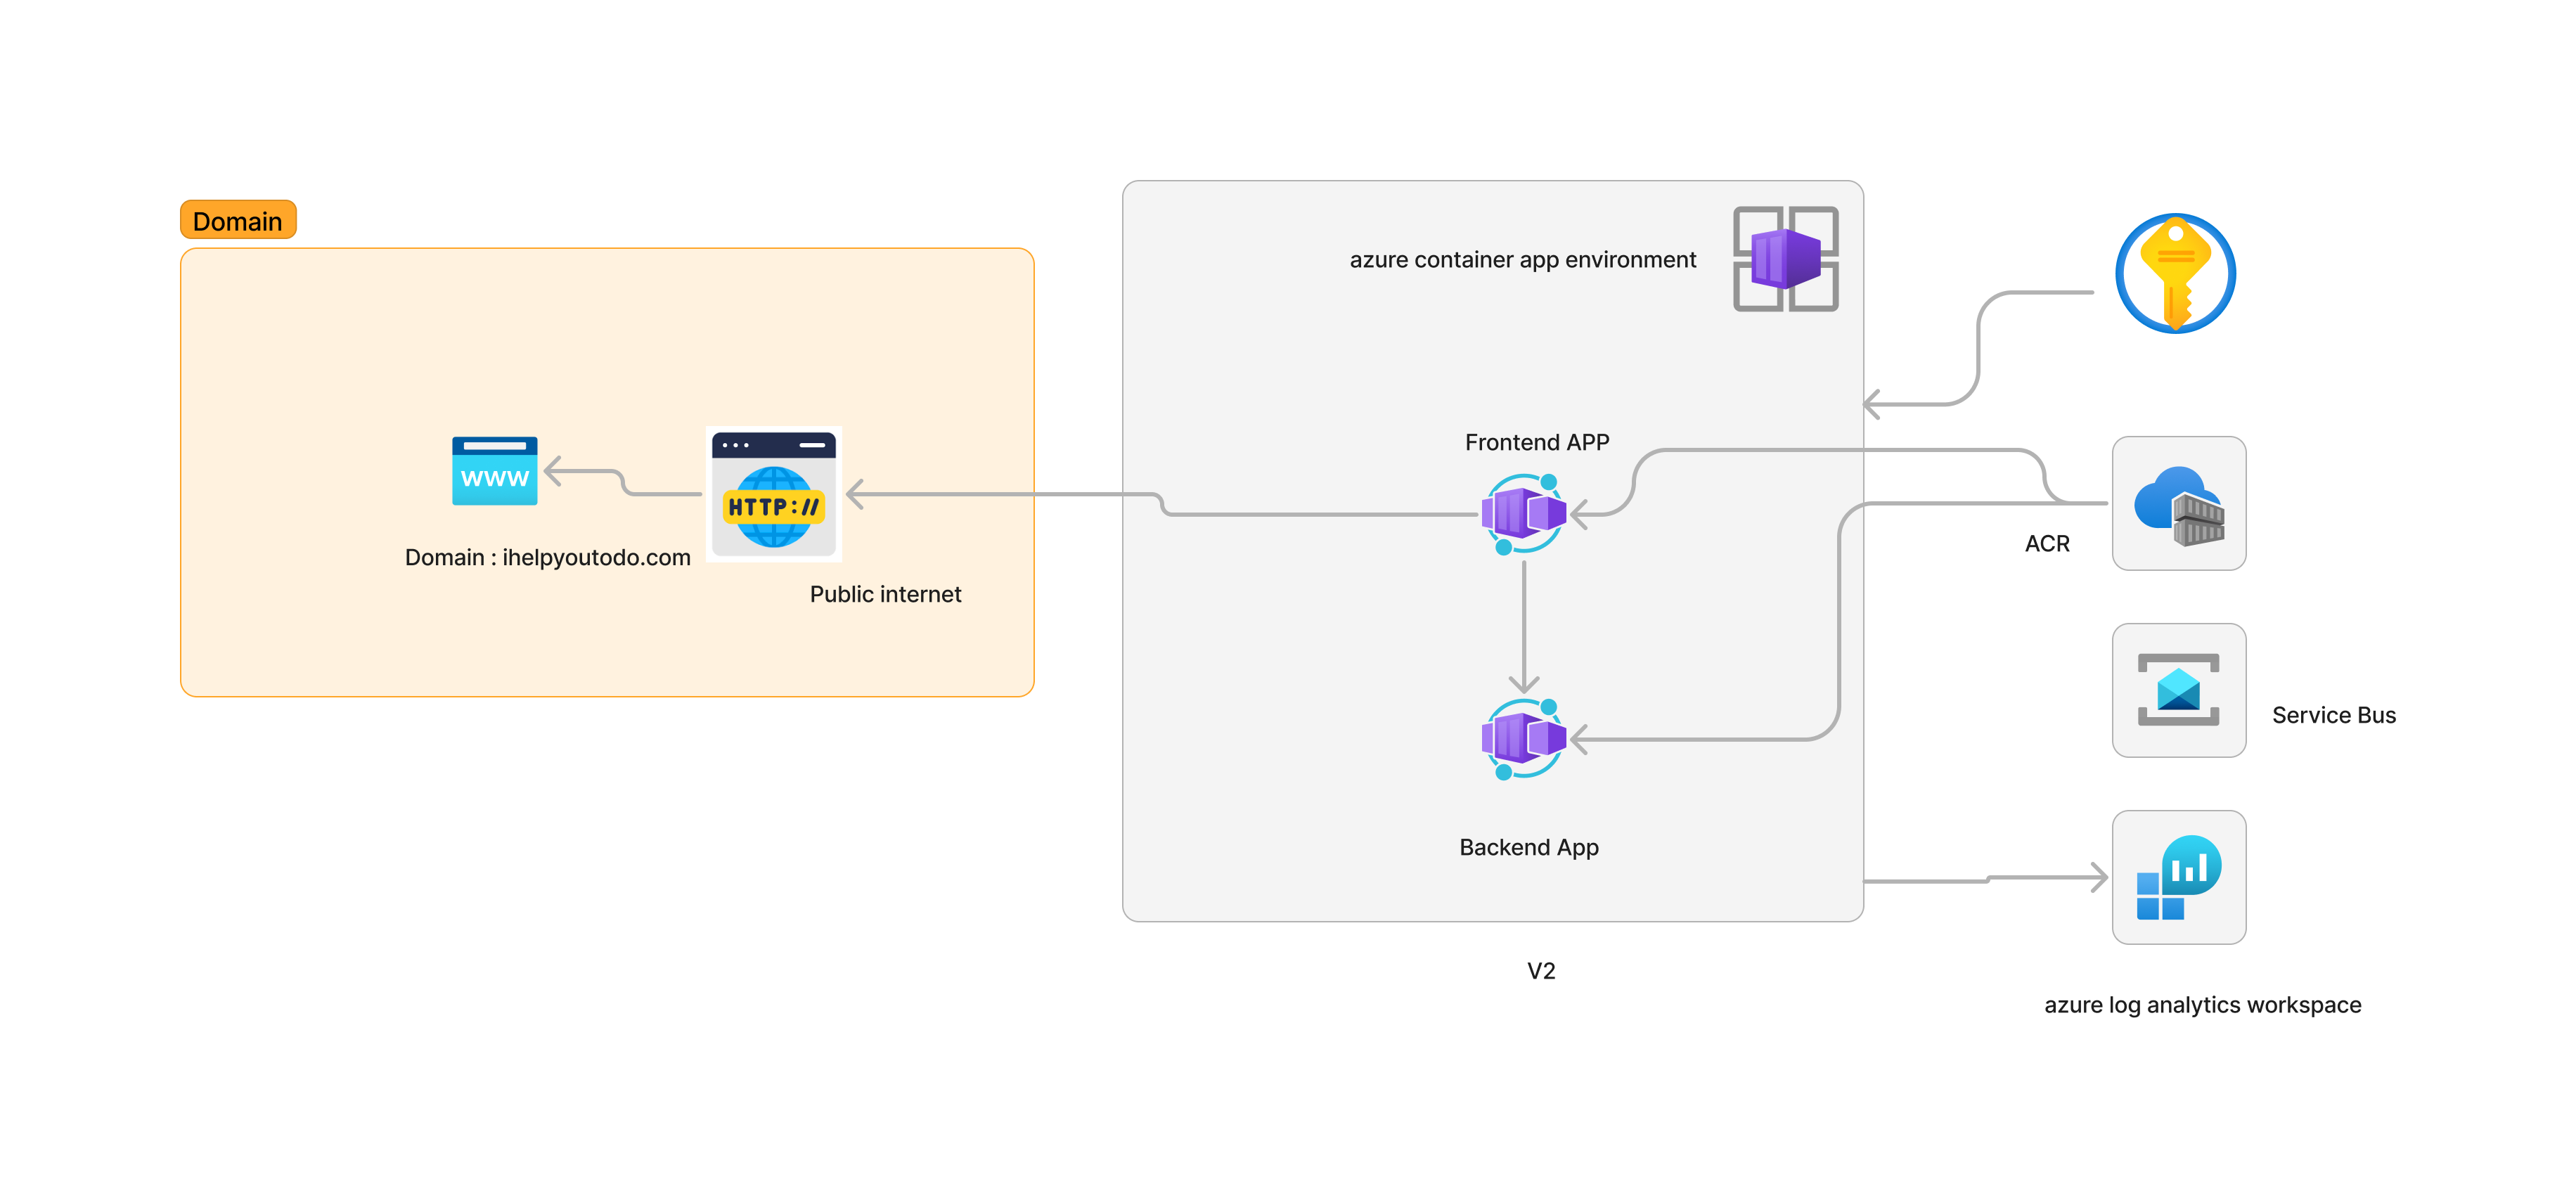 Domain
azure container app environment
Frontend APP
www
HTTP://
Domain : ihelpyoutodo.com
ACR
Public internet
Service Bus
Backend App
V2
azure log analytics workspace